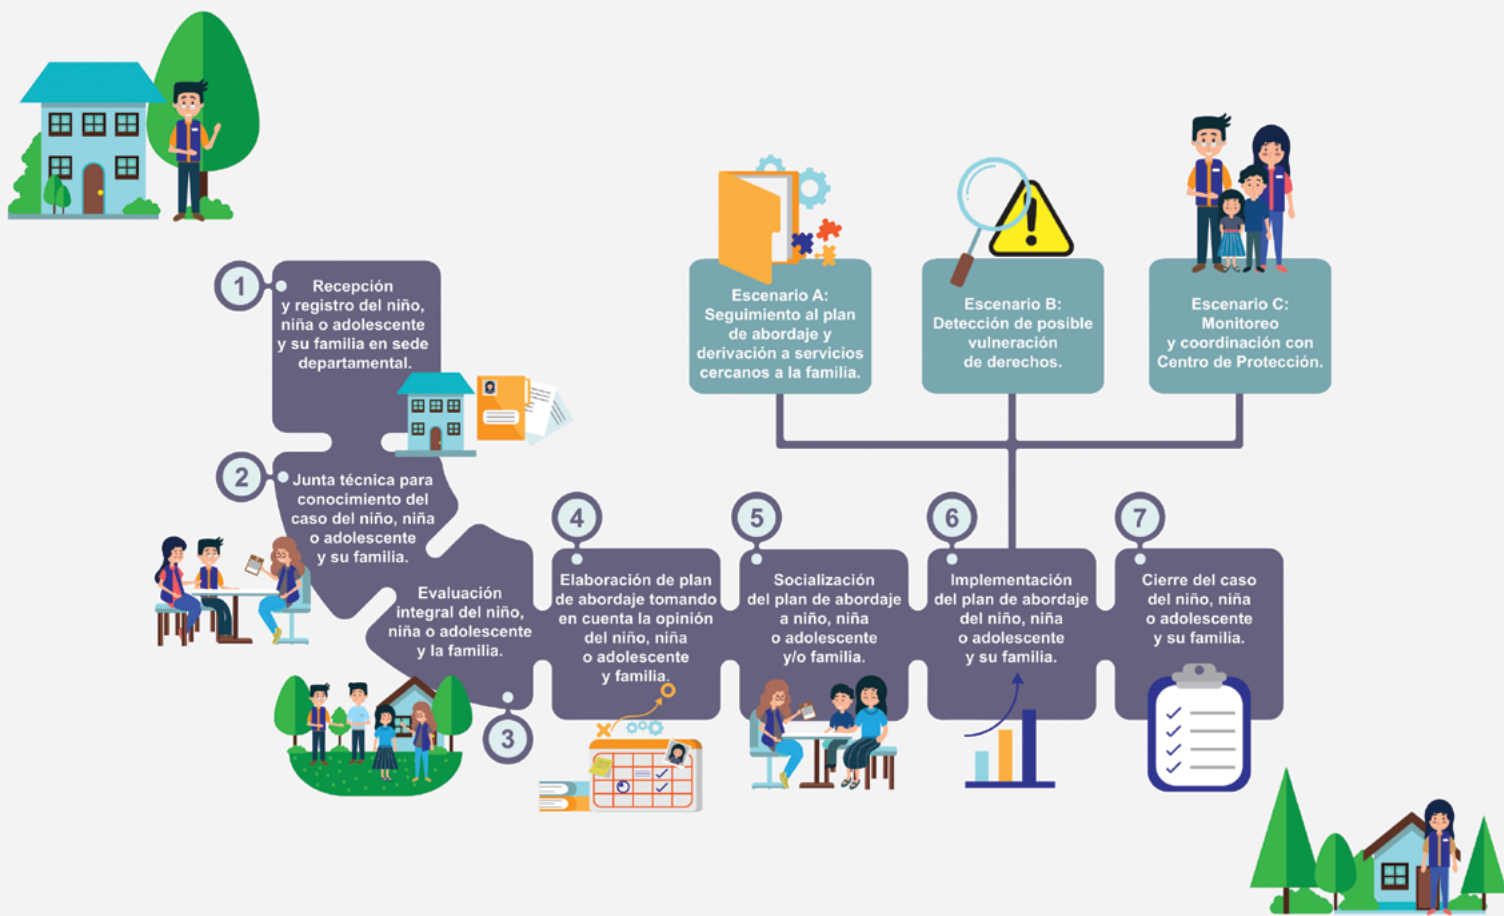 1
Recepción
y registro del niño,
niña o adolescente
y su familia en sede
departamental.
2
Junta técnica para
conocimiento del
caso del niño, niña
o adolescente
y su familia.
Evaluación
integral del niño,
niña o adolescente
y la familia.
3
4
Elaboración de plan
de abordaje tomando
en cuenta la opinión
del niño, niña
o adolescente
y familia.
5
Socialización
del plan de abordaje
a niño, niña
o adolescente
y/o familia.
6
Implementación
del plan de abordaje
del niño, niña
o adolescente
y su familia.
Escenario A:
Seguimiento al plan
de abordaje y
derivación a servicios
cercanos a la familia.
Escenario B:
Detección de posible
vulneración
de derechos.
Escenario C:
Monitoreo
y coordinación con
Centro de Protección.
7
Cierre del caso
del niño, niña
o adolescente
y su familia.